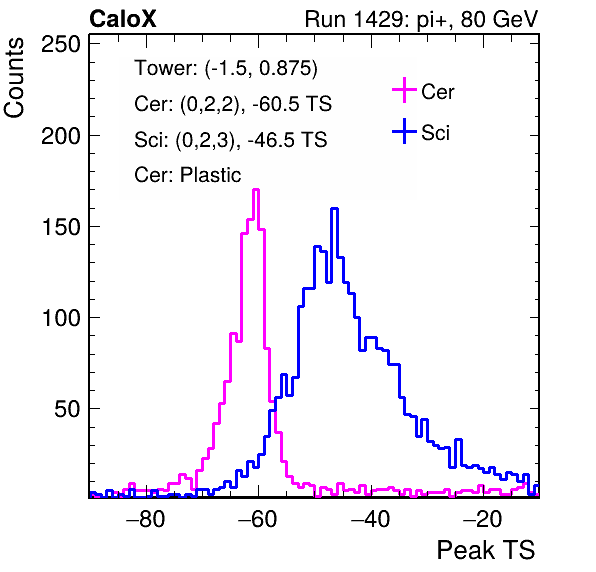 CaloX Run 1429: pi+, 80 GeV
Counts
250
200
150
100
50
Tower: (-1.5, 0.875)
Cer: (0,2,2), -60.5 TS
Sci: (0,2,3), -46.5 TS
Cer: Plastic
Cer
Sci
−80 −60 −40 −20
Peak TS